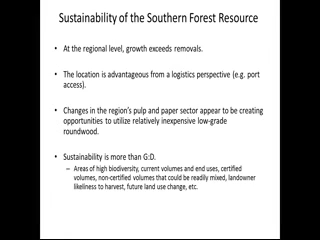 Sustainability of the Southern Forest Resource
• At the regional level, growth exceeds removals.
• The location is advantageous from a logistics perspective (e.g. port
access).
• Changes in the region's pulp and paper sector appear to be creating
opportunities to utilize relatively inexpensive low-grade
roundwood.
• Sustainability is more than G:D.
– Areas of high biodiversity, current volumes and end uses, certified
volumes, non-certified volumes that could be readily mixed, landowner
likeliness to harvest, future land use change, etc.